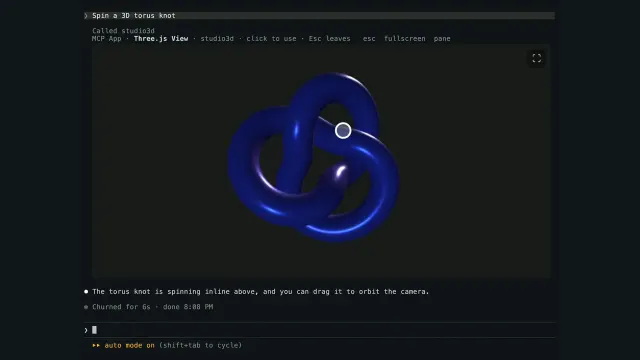 ❯ Spin a 3D torus knot
Called studio3d
MCP App · Three.js View · studio3d · click to use · Esc leaves esc fullscreen pane
● The torus knot is spinning inline above, and you can drag it to orbit the camera.
● Churned for 6s · done 8:08 PM
❯
▸▸ auto mode on (shift+tab to cycle)